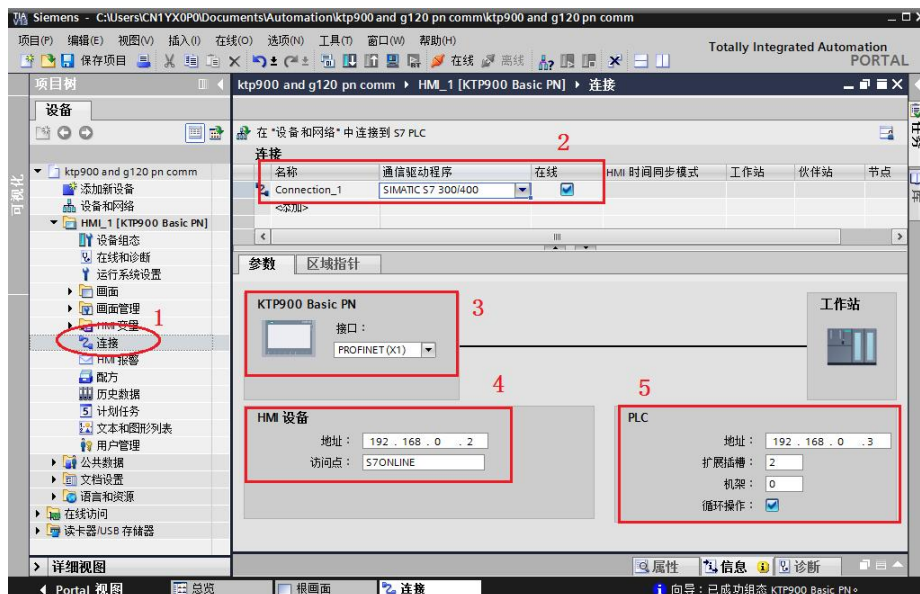 Siemens - C:\Users\CN1YX0P0\Documents\Automation\ktp900 and g120 pn comm\ktp900 and g120 pn comm
项目(P) 编辑(E) 视图(V) 插入(I) 在线(O) 选项(N) 工具(T) 窗口(W) 帮助(H)
Totally Integrated Automation
PORTAL
保存项目 在线 离线
项目树
ktp900 and g120 pn comm HMI_1 [KTP900 Basic PN] 连接
设备
在 "设备和网络" 中连接到 S7 PLC
连接
2
名称 通信驱动程序 在线 HMI 时间同步模式 工作站 伙伴站 节点
Connection_1 SIMATIC S7 300/400
<添加>
ktp900 and g120 pn comm
添加新设备
设备和网络
HMI_1 [KTP900 Basic PN]
设备组态
在线和诊断
运行系统设置
画面
画面管理
HMI 变量
1
连接
HMI 报警
配方
历史数据
计划任务
文本和图形列表
用户管理
公共数据
文档设置
语言和资源
在线访问
读卡器/USB 存储器
参数 区域指针
KTP900 Basic PN
接口：
PROFINET (X1)
3
工作站
4
HMI 设备
地址： 192 . 168 . 0 . 2
访问点： S7ONLINE
5
PLC
地址： 192 . 168 . 0 . 3
扩展插槽： 2
机架： 0
循环操作：
可视化
任务
库
详细视图
属性 信息 诊断
Portal 视图 总览 根画面 连接
向导：已成功组态 KTP900 Basic PN。